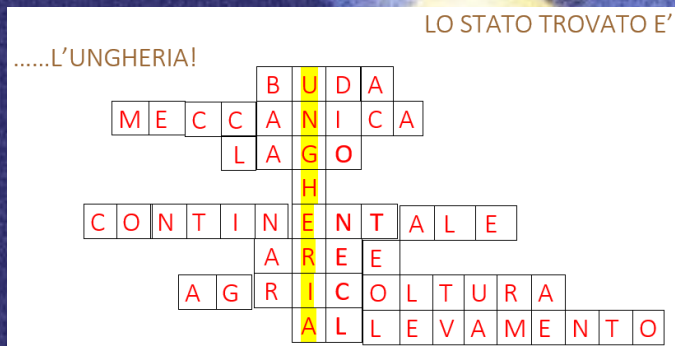 LO STATO TROVATO E'
......L'UNGHERIA!
BUDA
MECCANICA
LAGO
H
CONTINENTALE
AREE
AGRICOLTURA
ALLEVAMENTO